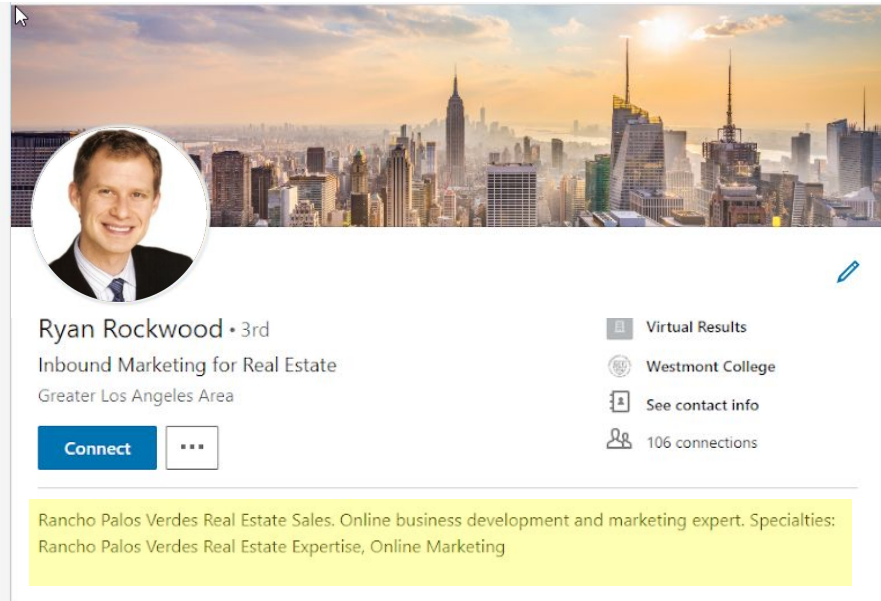 Ryan Rockwood • 3rd
Inbound Marketing for Real Estate
Greater Los Angeles Area
Connect
Virtual Results
Westmont College
See contact info
106 connections
Rancho Palos Verdes Real Estate Sales. Online business development and marketing expert. Specialties:
Rancho Palos Verdes Real Estate Expertise, Online Marketing